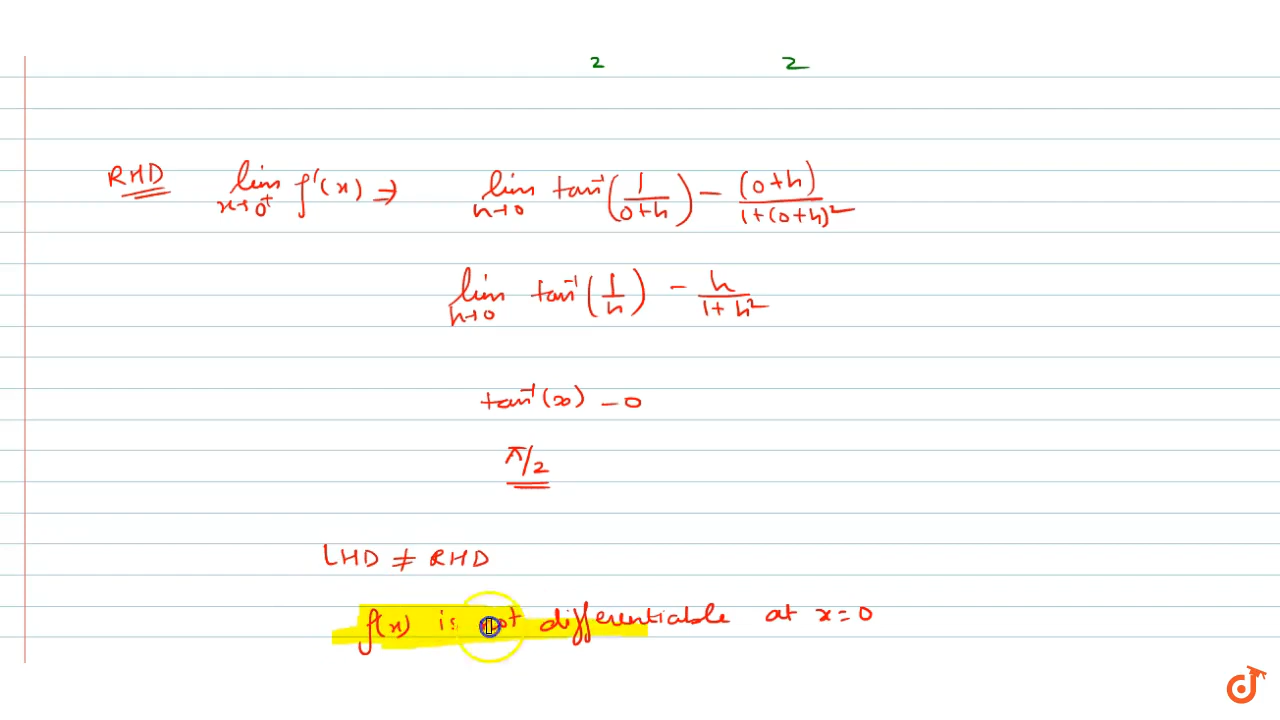 2 2
RHD lim x→0⁺ f'(x) ⇒ lim h→0 tan⁻¹(1/(0+h)) − (0+h)/(1+(0+h)²)
lim h→0 tan⁻¹(1/h) − h/(1+h²)
tan⁻¹(∞) − 0
π/2
LHD ≠ RHD
f(x) is not differentiable at x=0